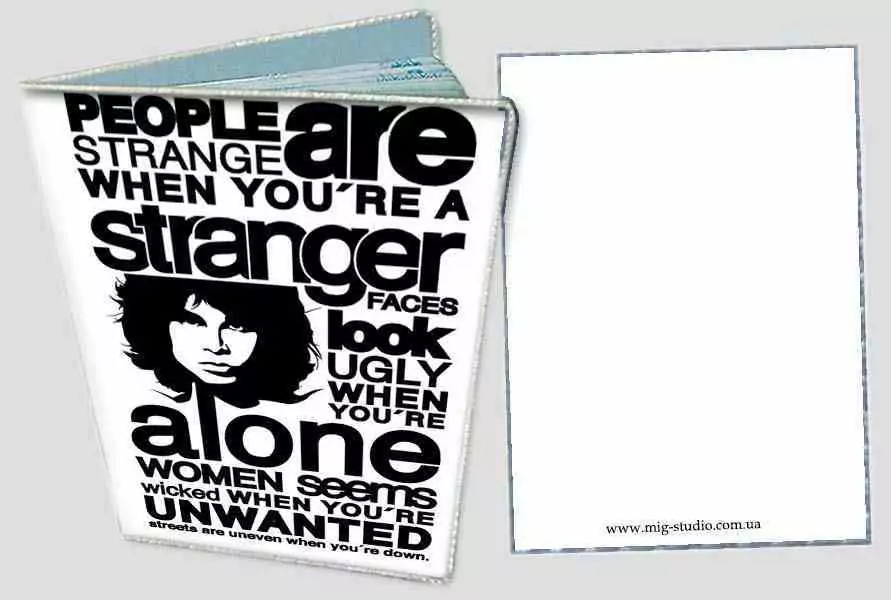 PEOPLE are
STRANGE
WHEN YOU´RE A
stranger
FACES
look
UGLY
WHEN
YOU´RE
alone
WOMEN seems
wicked WHEN YOU´RE
UNWANTED
streets are uneven when you´re down.
www.mig-studio.com.ua